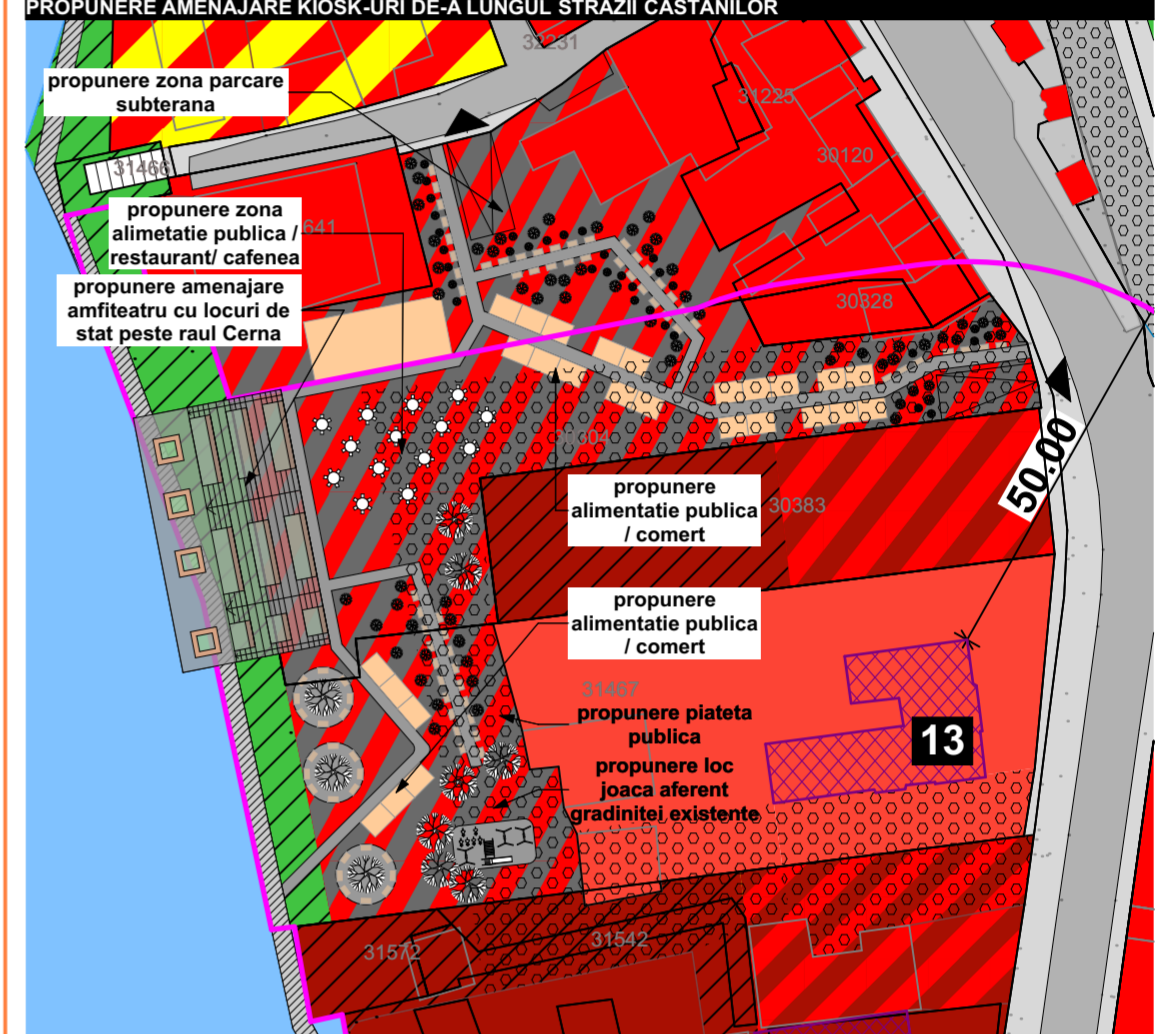 PROPUNERE AMENAJARE KIOSK-URI DE-A LUNGUL STRAZII CASTANILOR
32231
propunere zona parcare
subterana
31225
30120
31466
propunere zona
alimetatie publica /
restaurant/ cafenea
641
propunere amenajare
amfiteatru cu locuri de
stat peste raul Cerna
30328
50.00
propunere
alimentatie publica
/ comert
30383
propunere
alimentatie publica
/ comert
31467
propunere piateta
publica
13
propunere loc
joaca aferent
gradinitei existente
31572
31542